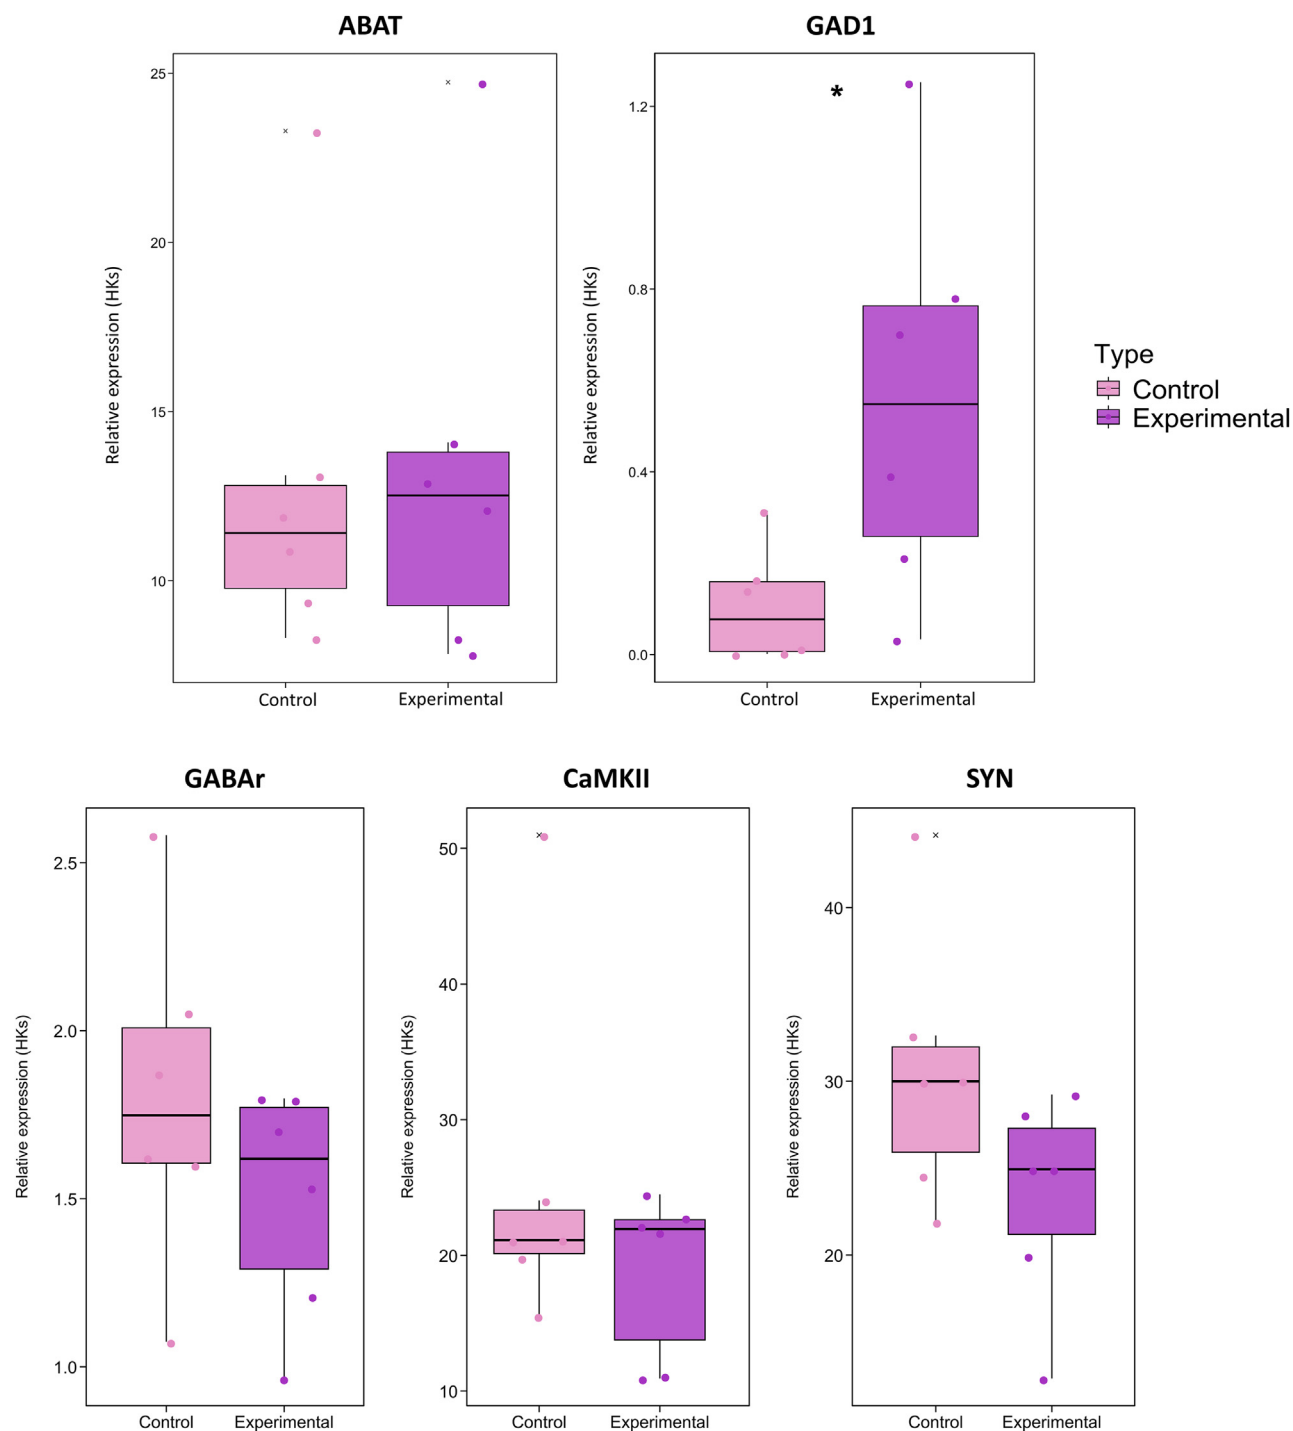 ABAT
GAD1
25
20
15
10
Relative expression (HKs)
Control
Experimental
*
1.2
0.8
0.4
0.0
Relative expression (HKs)
Control
Experimental
Type
Control
Experimental
GABAr
CaMKII
SYN
2.5
2.0
1.5
1.0
Relative expression (HKs)
Control
Experimental
50
40
30
20
10
Relative expression (HKs)
Control
Experimental
40
30
20
Relative expression (HKs)
Control
Experimental